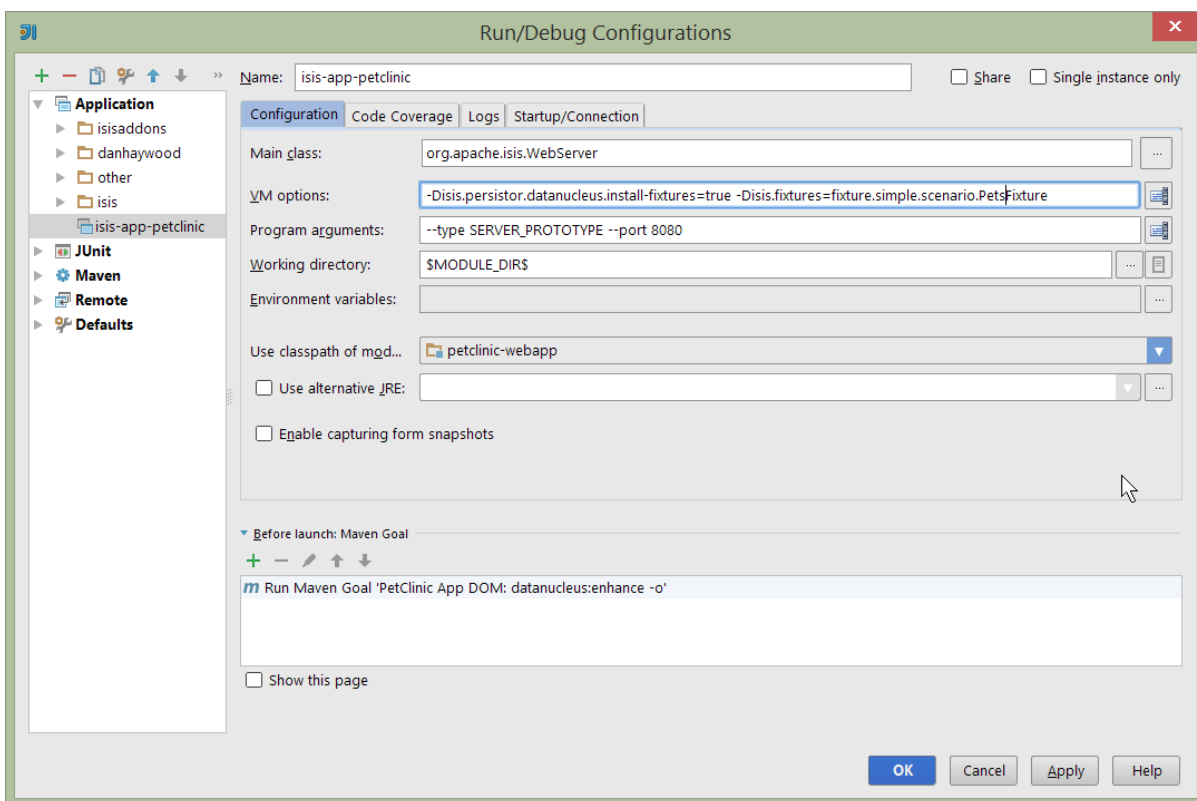 Run/Debug Configurations
Name: isis-app-petclinic
Share
Single instance only
Application
isisaddons
danhaywood
other
isis
isis-app-petclinic
JUnit
Maven
Remote
Defaults
Configuration
Code Coverage
Logs
Startup/Connection
Main class: org.apache.isis.WebServer
VM options: -Disis.persistor.datanucleus.install-fixtures=true -Disis.fixtures=fixture.simple.scenario.PetsFixture
Program arguments: --type SERVER_PROTOTYPE --port 8080
Working directory: $MODULE_DIR$
Environment variables:
Use classpath of mod... petclinic-webapp
Use alternative JRE:
Enable capturing form snapshots
Before launch: Maven Goal
m Run Maven Goal 'PetClinic App DOM: datanucleus:enhance -o'
Show this page
OK
Cancel
Apply
Help